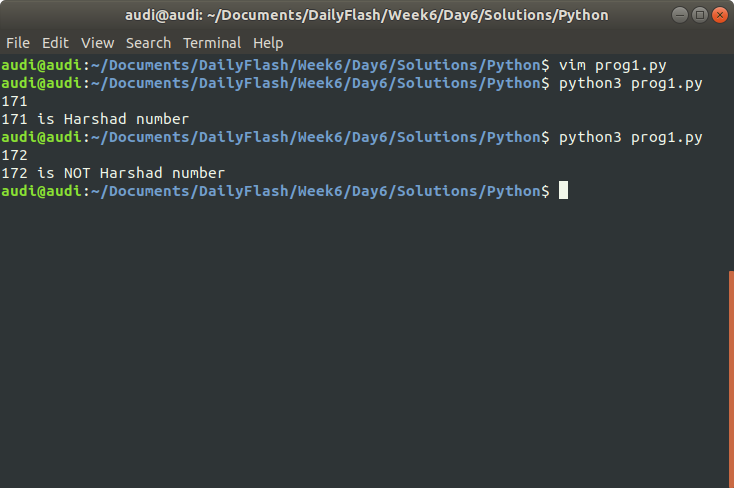 audi@audi: ~/Documents/DailyFlash/Week6/Day6/Solutions/Python
File Edit View Search Terminal Help
audi@audi:~/Documents/DailyFlash/Week6/Day6/Solutions/Python$ vim prog1.py
audi@audi:~/Documents/DailyFlash/Week6/Day6/Solutions/Python$ python3 prog1.py
171
171 is Harshad number
audi@audi:~/Documents/DailyFlash/Week6/Day6/Solutions/Python$ python3 prog1.py
172
172 is NOT Harshad number
audi@audi:~/Documents/DailyFlash/Week6/Day6/Solutions/Python$